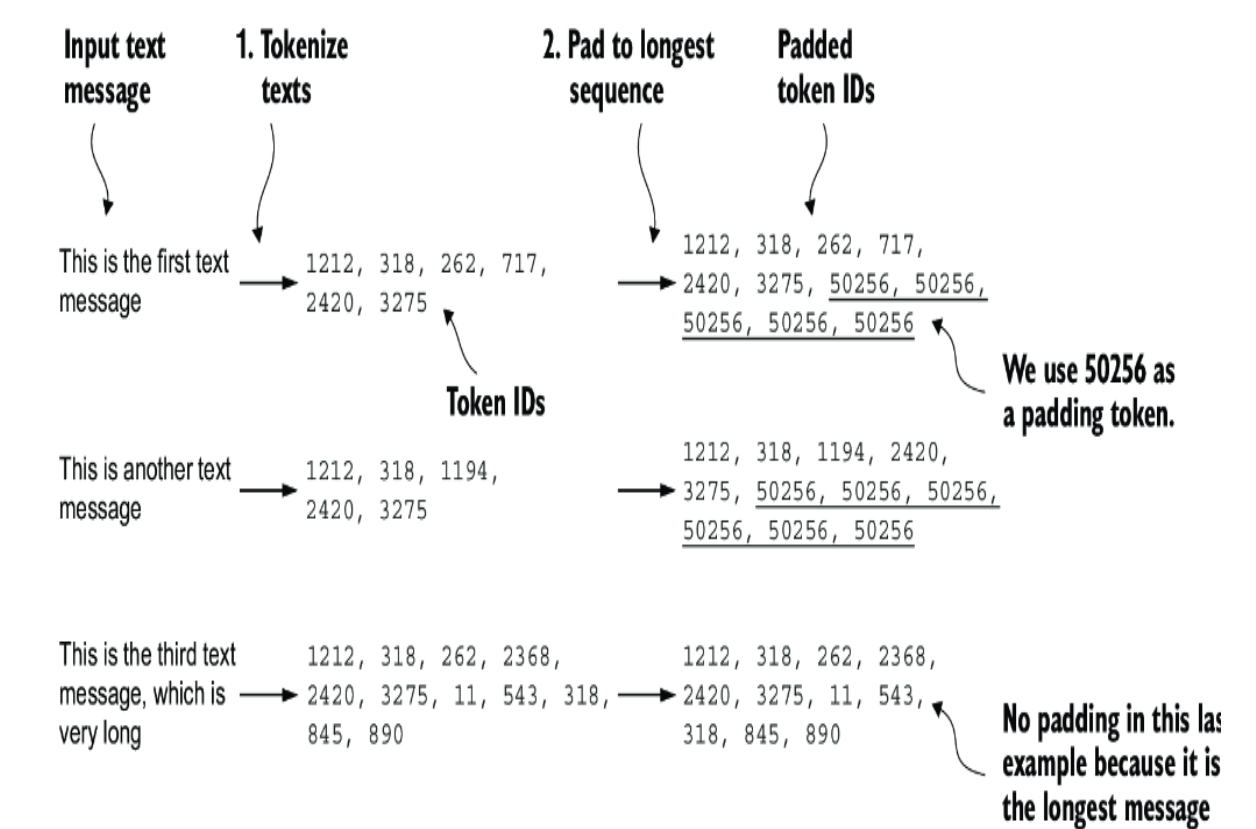 Input text
message
1. Tokenize
texts
2. Pad to longest
sequence
Padded
token IDs
This is the first text
message
1212, 318, 262, 717,
2420, 3275
Token IDs
1212, 318, 262, 717,
2420, 3275, 50256, 50256,
50256, 50256, 50256
We use 50256 as
a padding token.
This is another text
message
1212, 318, 1194,
2420, 3275
1212, 318, 1194, 2420,
3275, 50256, 50256, 50256,
50256, 50256, 50256
This is the third text
message, which is
very long
1212, 318, 262, 2368,
2420, 3275, 11, 543, 318,
845, 890
1212, 318, 262, 2368,
2420, 3275, 11, 543,
318, 845, 890
No padding in this las
example because it is
the longest message